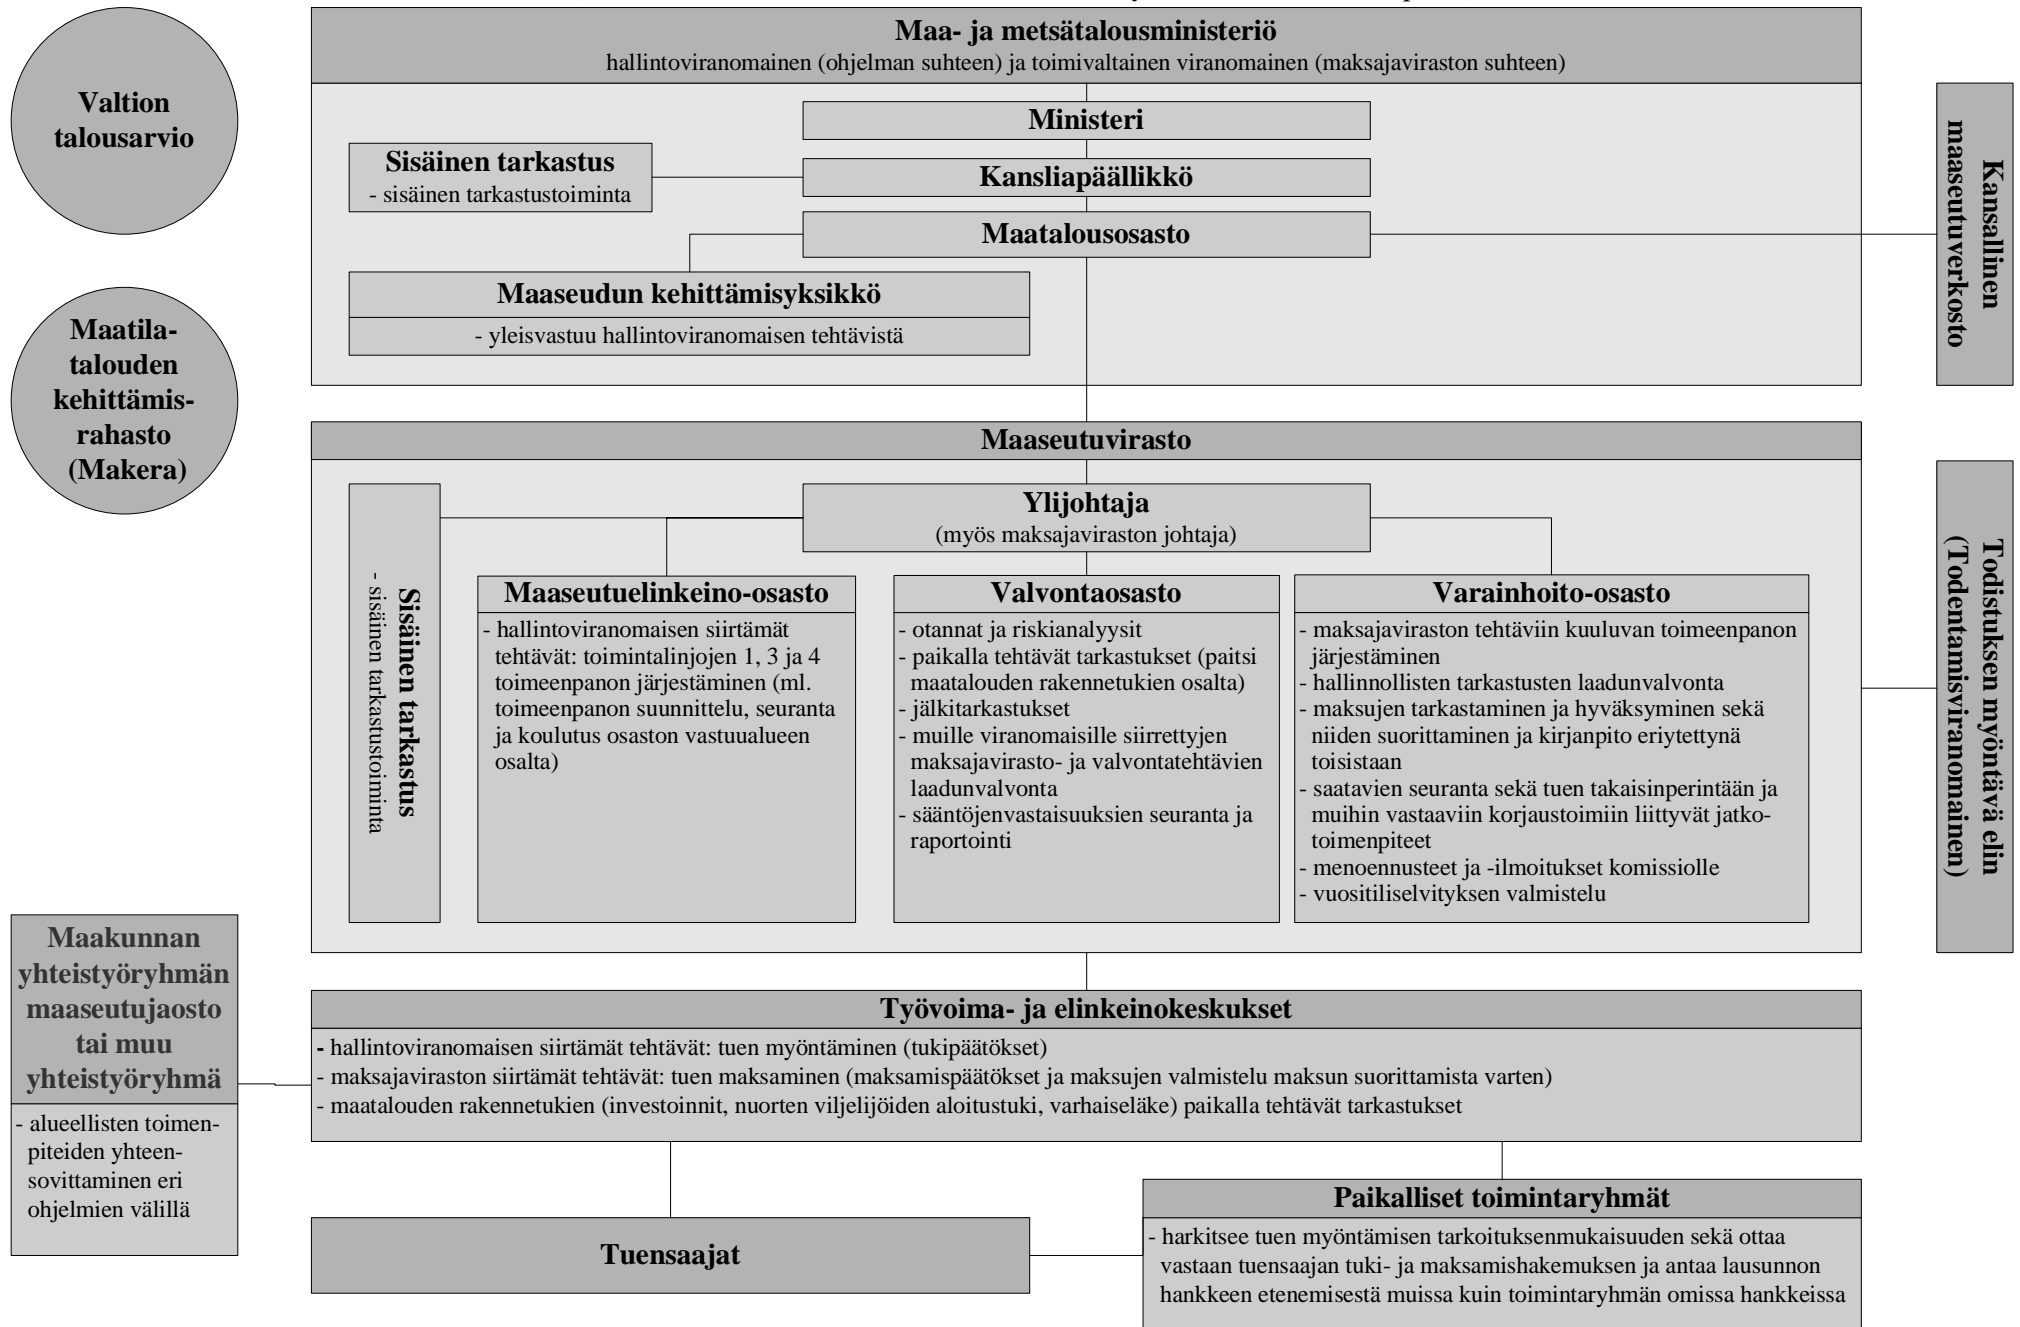 Maa- ja metsätalousministeriö
hallintoviranomainen (ohjelman suhteen) ja toimivaltainen viranomainen (maksajaviraston suhteen)
Valtion
talousarvio
Ministeri
Sisäinen tarkastus
- sisäinen tarkastustoiminta
Kansliapäällikkö
Maatalousosasto
Maaseudun kehittämisyksikkö
- yleisvastuu hallintoviranomaisen tehtävistä
Kansallinen
maaseutuverkosto
Maatila-
talouden
kehittämis-
rahasto
(Makera)
Maaseutuvirasto
Ylijohtaja
(myös maksajaviraston johtaja)
Sisäinen tarkastus
- sisäinen tarkastustoiminta
Maaseutuelinkeino-osasto
- hallintoviranomaisen siirtämät
tehtävät: toimintalinjojen 1, 3 ja 4
toimeenpanon järjestäminen (ml.
toimeenpanon suunnittelu, seuranta
ja koulutus osaston vastuualueen
osalta)
Valvontaosasto
- otannat ja riskianalyysit
- paikalla tehtävät tarkastukset (paitsi
maatalouden rakennetukien osalta)
- jälkitarkastukset
- muille viranomaisille siirrettyjen
maksajavirasto- ja valvontatehtävien
laadunvalvonta
- sääntöjenvastaisuuksien seuranta ja
raportointi
Varainhoito-osasto
- maksajaviraston tehtäviin kuuluvan toimeenpanon
järjestäminen
- hallinnollisten tarkastusten laadunvalvonta
- maksujen tarkastaminen ja hyväksyminen sekä
niiden suorittaminen ja kirjanpito eriytettynä
toisistaan
- saatavien seuranta sekä tuen takaisinperintään ja
muihin vastaaviin korjaustoimiin liittyvät jatko-
toimenpiteet
- menoennusteet ja -ilmoitukset komissiolle
- vuositiliselvityksen valmistelu
Todistuksen myöntävä elin
(Todentamisviranomainen)
Maakunnan
yhteistyöryhmän
maaseutujaosto
tai muu
yhteistyöryhmä
- alueellisten toimen-
piteiden yhteen-
sovittaminen eri
ohjelmien välillä
Työvoima- ja elinkeinokeskukset
- hallintoviranomaisen siirtämät tehtävät: tuen myöntäminen (tukipäätökset)
- maksajaviraston siirtämät tehtävät: tuen maksaminen (maksamispäätökset ja maksujen valmistelu maksun suorittamista varten)
- maatalouden rakennetukien (investoinnit, nuorten viljelijöiden aloitustuki, varhaiseläke) paikalla tehtävät tarkastukset
Tuensaajat
Paikalliset toimintaryhmät
- harkitsee tuen myöntämisen tarkoituksenmukaisuuden sekä ottaa
vastaan tuensaajan tuki- ja maksamishakemuksen ja antaa lausunnon
hankkeen etenemisestä muissa kuin toimintaryhmän omissa hankkeissa